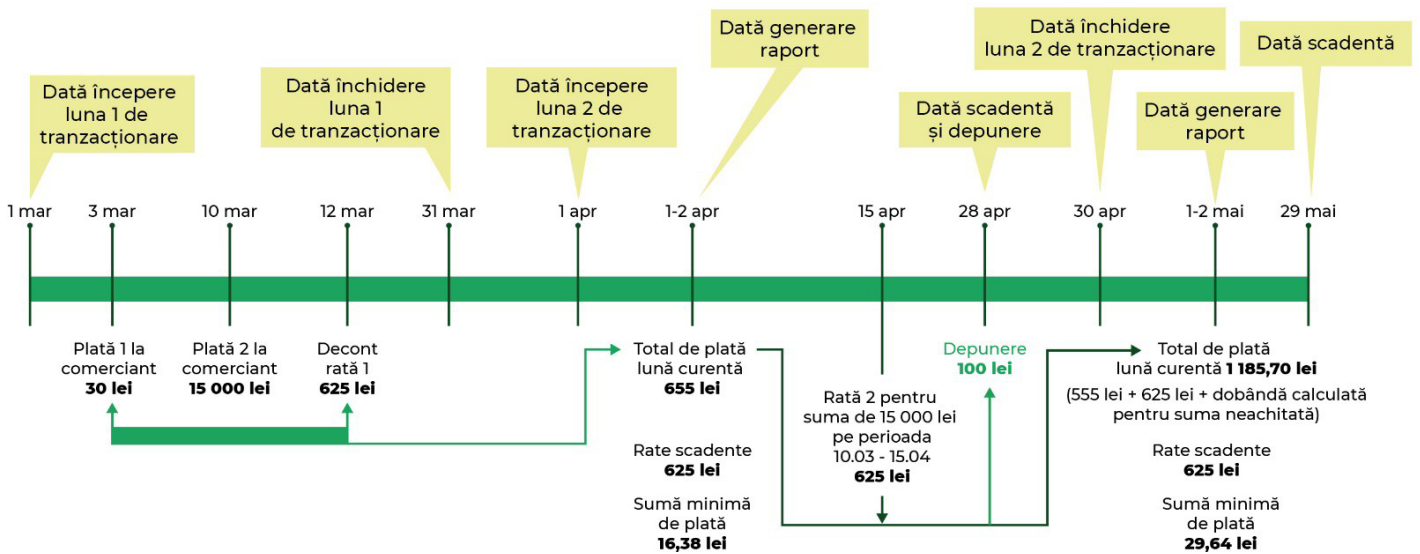 Dată începere
luna 1 de
tranzacționare
Dată închidere
luna 1
de tranzacționare
Dată începere
luna 2 de
tranzacționare
Dată generare
raport
Dată scadentă
și depunere
Dată închidere
luna 2 de tranzacționare
Dată generare
raport
Dată scadentă
1 mar
3 mar
10 mar
12 mar
31 mar
1 apr
1-2 apr
15 apr
28 apr
30 apr
1-2 mai
29 mai
Plată 1 la
comerciant
30 lei
Plată 2 la
comerciant
15 000 lei
Decont
rată 1
625 lei
Total de plată
lună curentă
655 lei
Rate scadente
625 lei
Sumă minimă
de plată
16,38 lei
Rată 2 pentru
suma de 15 000 lei
pe perioada
10.03 - 15.04
625 lei
Depunere
100 lei
Total de plată
lună curentă 1 185,70 lei
(555 lei + 625 lei + dobândă calculată
pentru suma neachitată)
Rate scadente
625 lei
Sumă minimă
de plată
29,64 lei